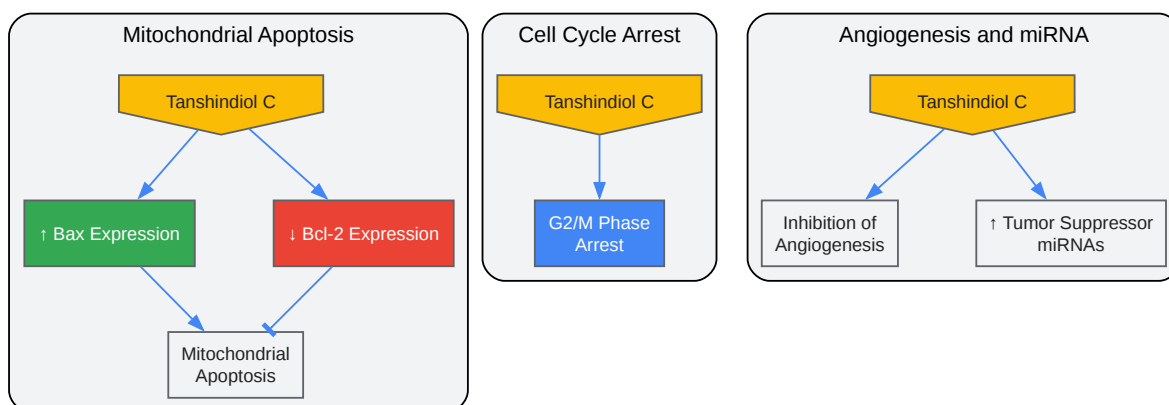 Mitochondrial Apoptosis
Tanshindiol C
↑ Bax Expression
↓ Bcl-2 Expression
Mitochondrial
Apoptosis
Cell Cycle Arrest
Tanshindiol C
G2/M Phase
Arrest
Angiogenesis and miRNA
Tanshindiol C
Inhibition of
Angiogenesis
↑ Tumor Suppressor
miRNAs